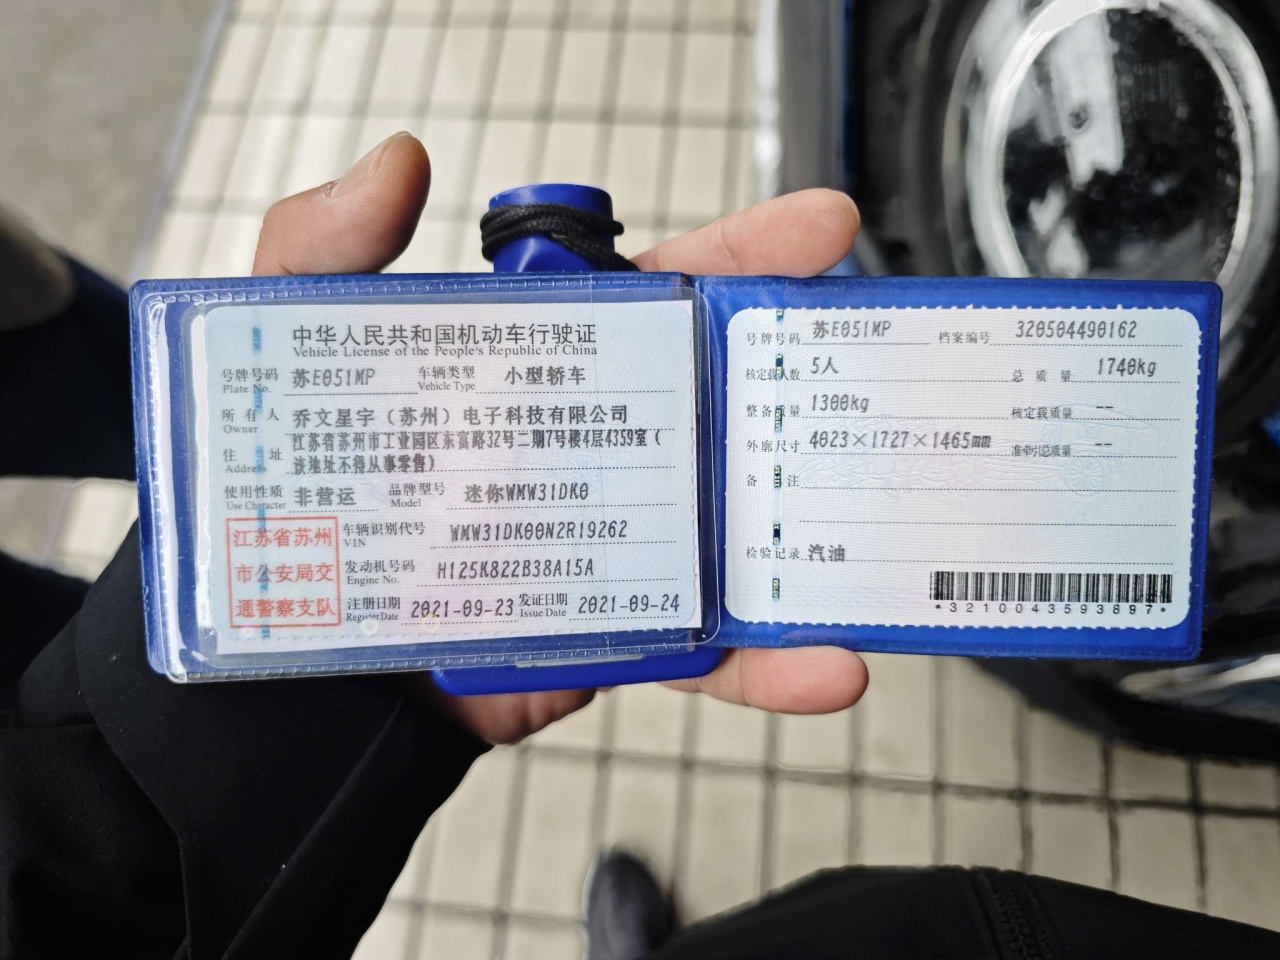 中华人民共和国机动车行驶证
Vehicle License of the People's Republic of China
号牌号码 苏E051MP 车辆类型 小型轿车
Plate No. Vehicle Type
所有人 乔文星宇（苏州）电子科技有限公司
Owner
住址 江苏省苏州市工业园区东富路32号二期7号楼4层4359室（
Address 该地址不得从事零售）
使用性质 非营运 品牌型号 迷你WMW31DK0
Use Character Model
江苏省苏州
市公安局交
通警察支队
车辆识别代号 WMW31DK00N2R19262
VIN
发动机号码 H125K822B38A15A
Engine No.
注册日期 2021-09-23 发证日期 2021-09-24
Register Date Issue Date
号牌号码 苏E051MP 档案编号 320504490162
核定载人数 5人 总质量 1740kg
整备质量 1300kg 核定载质量 --
外廓尺寸 4023×1727×1465mm 准牵引总质量 --
备注
检验记录 汽油
*3210043593897*